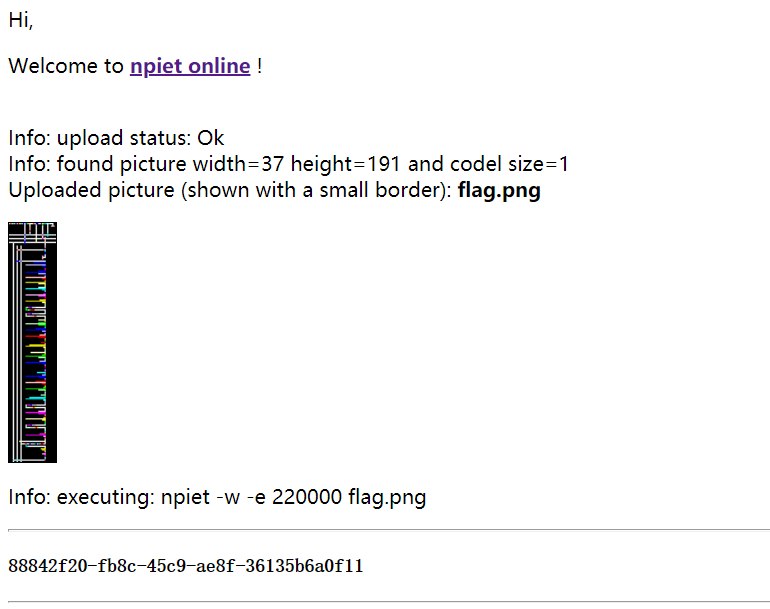 Hi,
Welcome to npiet online !
Info: upload status: Ok
Info: found picture width=37 height=191 and codel size=1
Uploaded picture (shown with a small border): flag.png
Info: executing: npiet -w -e 220000 flag.png
88842f20-fb8c-45c9-ae8f-36135b6a0f11